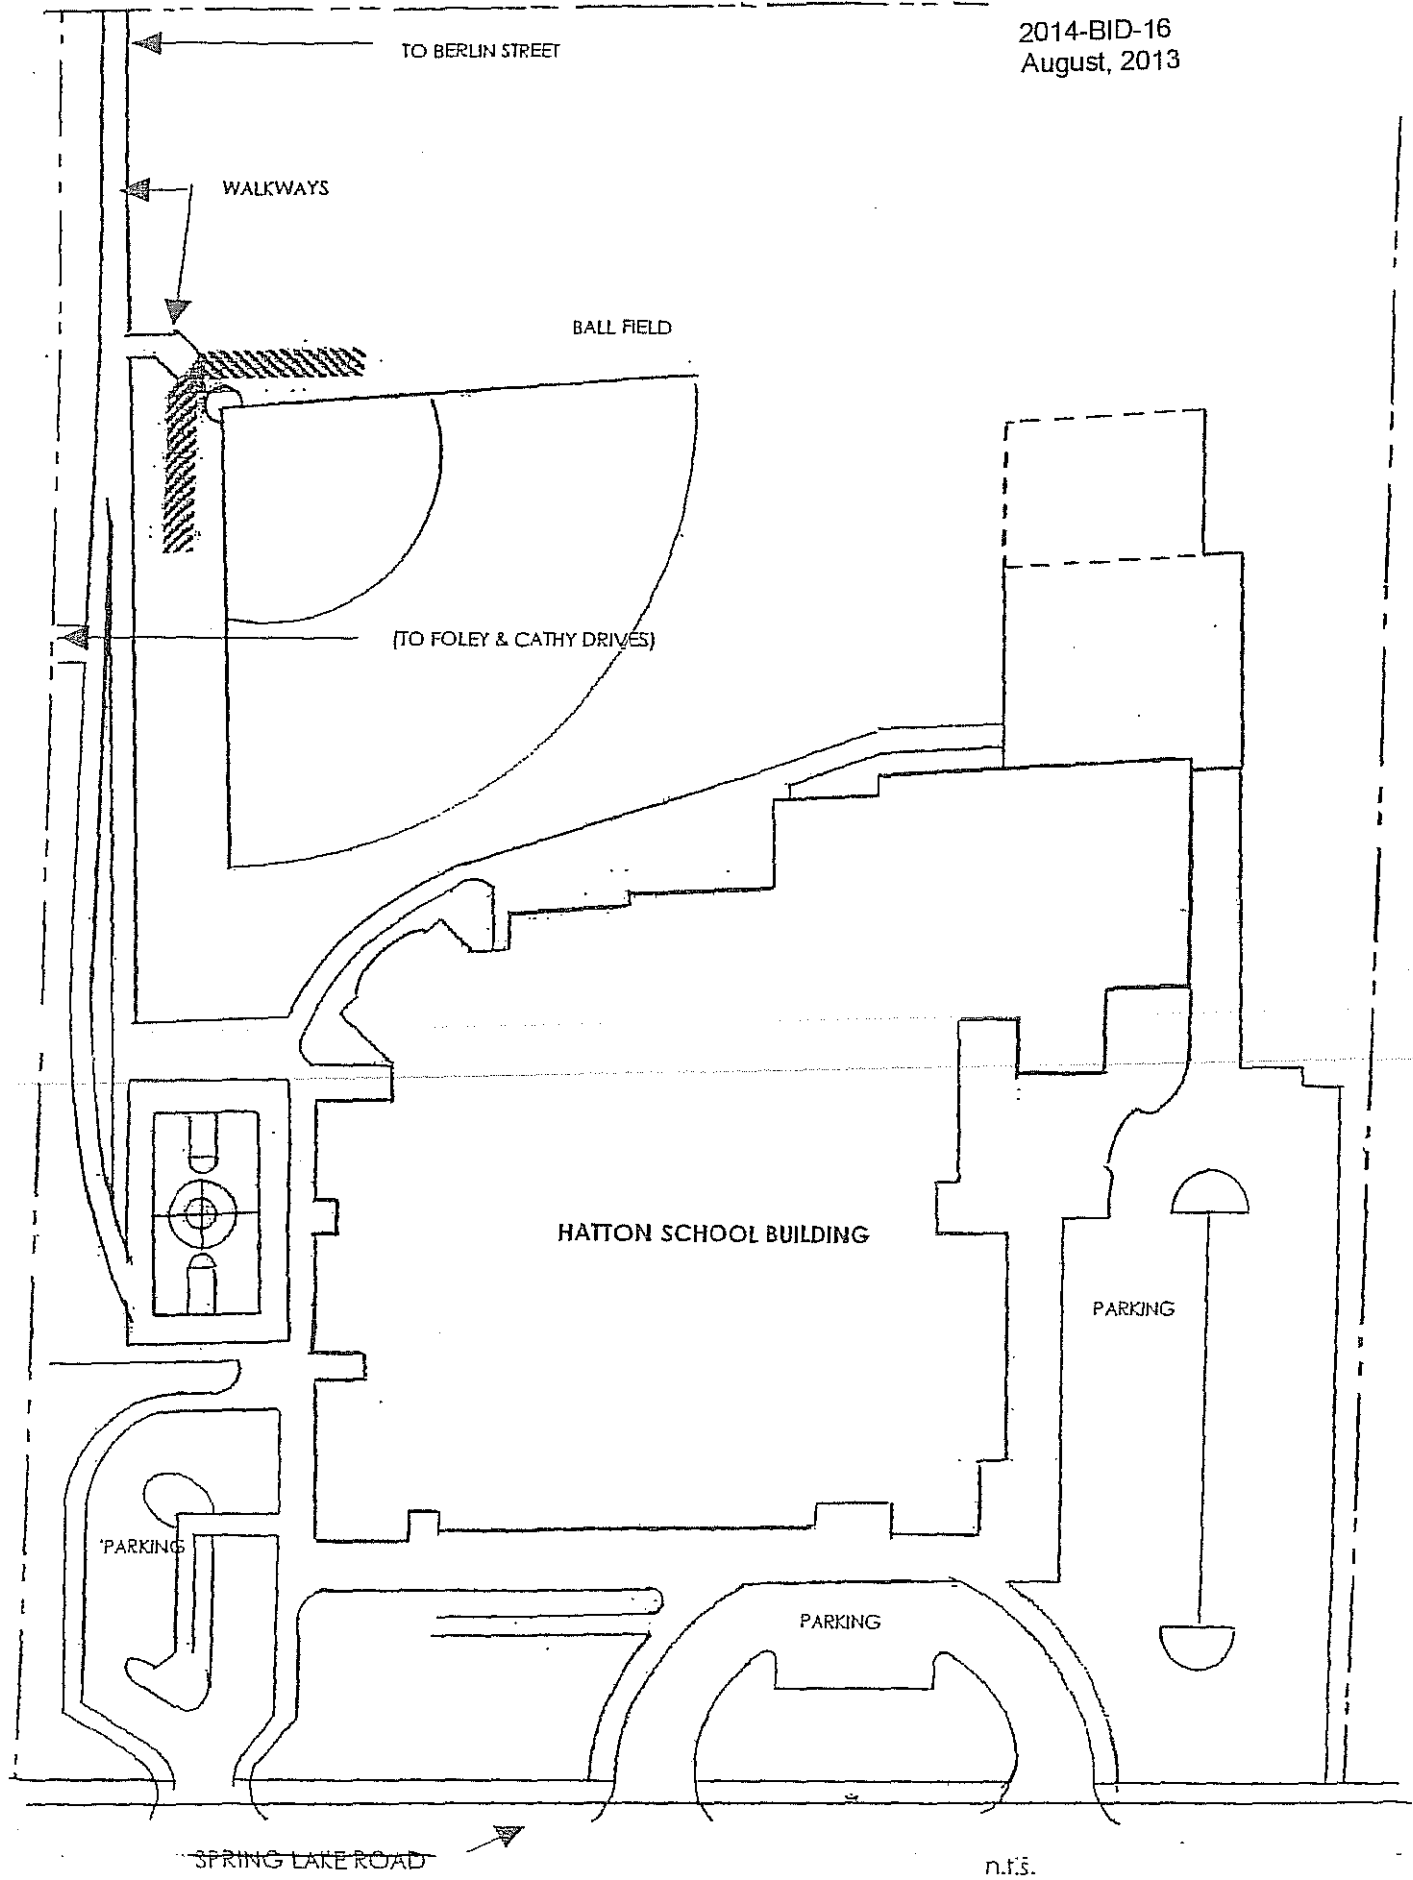 2014-BID-16
August, 2013
TO BERLIN STREET
WALKWAYS
BALL FIELD
(TO FOLEY & CATHY DRIVES)
HATTON SCHOOL BUILDING
PARKING
PARKING
PARKING
SPRING LAKE ROAD
n.t.s.